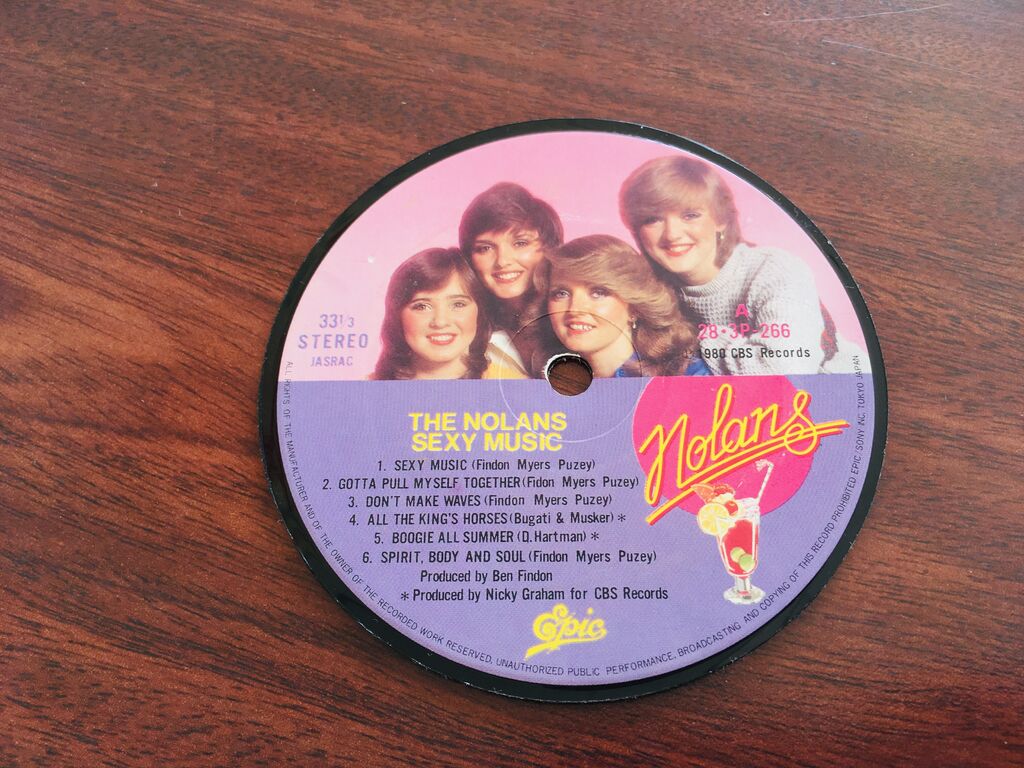 33 1/3
STEREO
JASRAC
A
28·3P-266
℗1980 CBS Records
THE NOLANS
SEXY MUSIC
1. SEXY MUSIC (Findon Myers Puzey)
2. GOTTA PULL MYSELF TOGETHER (Fidon Myers Puzey)
3. DON'T MAKE WAVES (Findon Myers Puzey)
4. ALL THE KING'S HORSES (Bugati & Musker) *
5. BOOGIE ALL SUMMER (D.Hartman) *
6. SPIRIT, BODY AND SOUL (Findon Myers Puzey)
Produced by Ben Findon
* Produced by Nicky Graham for CBS Records
Nolans
Epic
ALL RIGHTS OF THE MANUFACTURER AND OF THE OWNER OF THE RECORDED WORK RESERVED. UNAUTHORIZED PUBLIC PERFORMANCE, BROADCASTING AND COPYING OF THIS RECORD PROHIBITED EPIC/SONY INC. TOKYO JAPAN